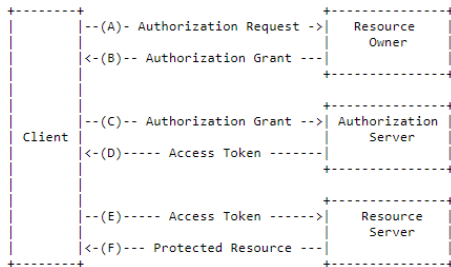 --(A)- Authorization Request -> Resource
Owner
<-(B)-- Authorization Grant ---
--(C)-- Authorization Grant --> Authorization
Client Server
<-(D)----- Access Token -------
--(E)----- Access Token ------> Resource
Server
<-(F)-- Protected Resource ---